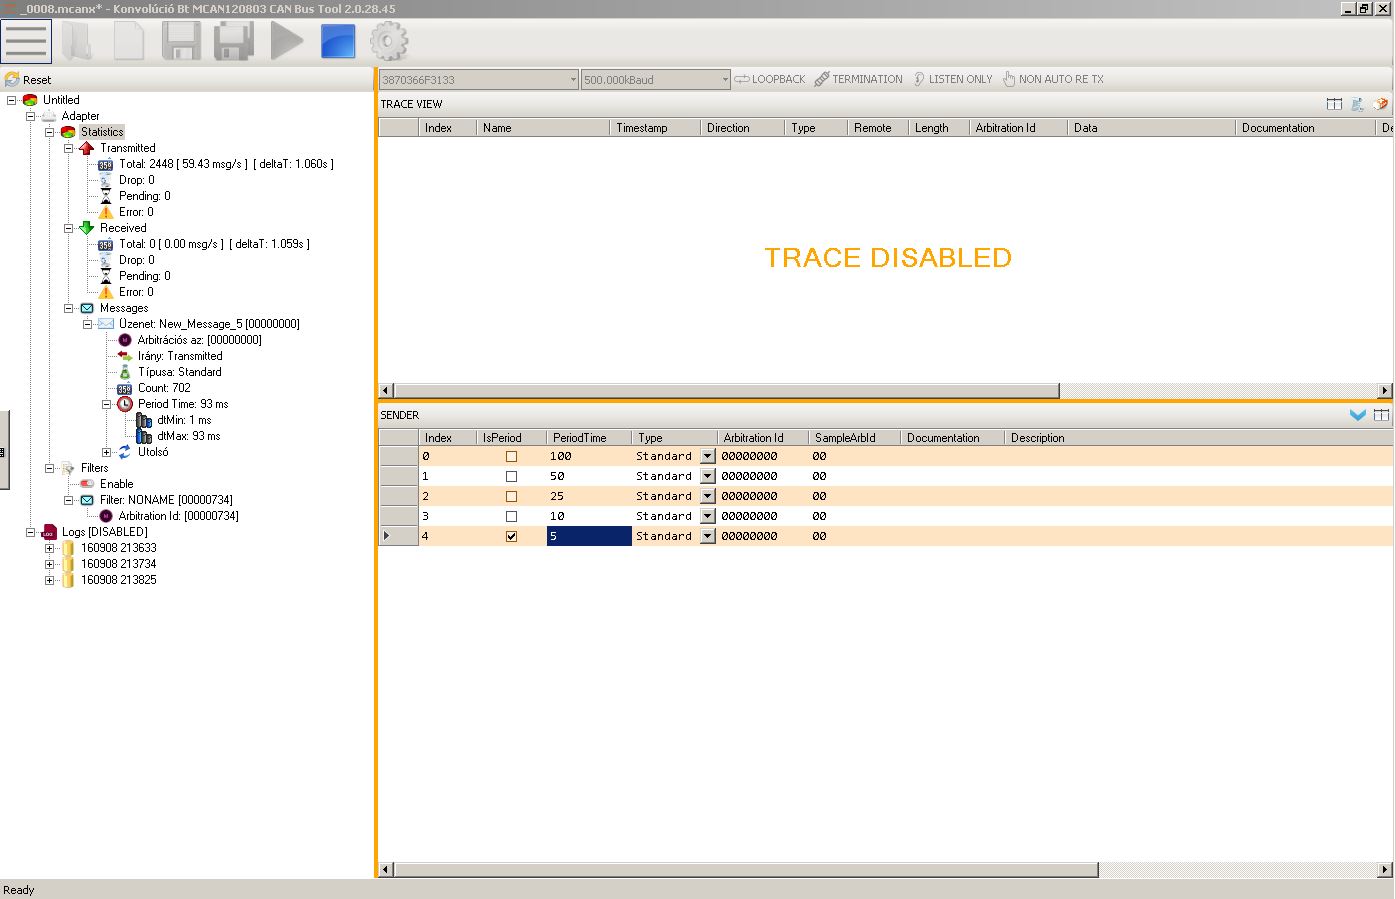 _0008.mcanx* - Konvolúció Bt MCAN120803 CAN Bus Tool 2.0.28.45
Reset
3870366F3133 500.000kBaud LOOPBACK TERMINATION LISTEN ONLY NON AUTO RE TX
Untitled
Adapter
Statistics
Transmitted
Total: 2448 [ 59.43 msg/s ] [ deltaT: 1.060s ]
Drop: 0
Pending: 0
Error: 0
Received
Total: 0 [ 0.00 msg/s ] [ deltaT: 1.059s ]
Drop: 0
Pending: 0
Error: 0
Messages
Üzenet: New_Message_5 [00000000]
Arbitrációs az: [00000000]
Irány: Transmitted
Típusa: Standard
Count: 702
Period Time: 93 ms
dtMin: 1 ms
dtMax: 93 ms
Utolsó
Filters
Enable
Filter: NONAME [00000734]
Arbitration Id: [00000734]
Logs [DISABLED]
160908 213633
160908 213734
160908 213825
TRACE VIEW
Index Name Timestamp Direction Type Remote Length Arbitration Id Data Documentation De
TRACE DISABLED
SENDER
Index IsPeriod PeriodTime Type Arbitration Id SampleArbId Documentation Description
0 100 Standard 00000000 00
1 50 Standard 00000000 00
2 25 Standard 00000000 00
3 10 Standard 00000000 00
4 5 Standard 00000000 00
Ready